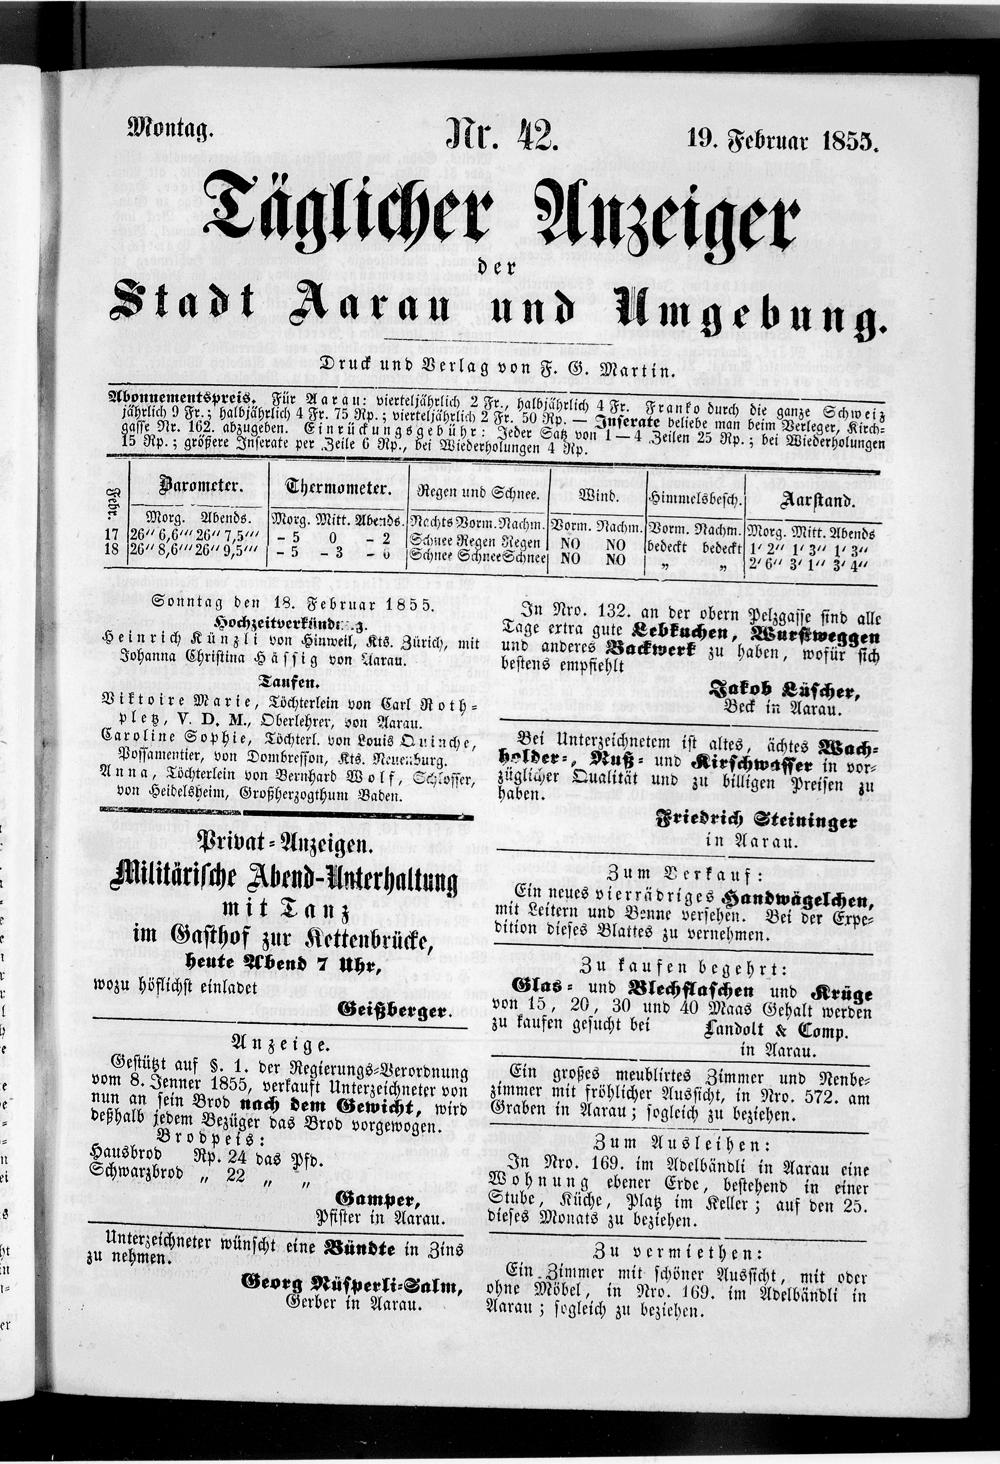 Montag.
Nr. 42.
19. Februar 1855.
Täglicher Anzeiger
der
Stadt Aarau und Umgebung.
Druck und Verlag von F. G. Martin.
Abonnementspreis. Für Aarau: vierteljährlich 2 Fr., halbjährlich 4 Fr. Franko durch die ganze Schweiz
jährlich 9 Fr.; halbjährlich 4 Fr. 75 Rp.; vierteljährlich 2 Fr. 50 Rp. — Inserate beliebe man beim Verleger, Kirch-
gasse Nr. 162. abzugeben. Einrückungsgebühr: Jeder Satz von 1—4 Zeilen 25 Rp.; bei Wiederholungen
15 Rp.; größere Inserate per Zeile 6 Rp., bei Wiederholungen 4 Rp.
Febr. Barometer. Thermometer. Regen und Schnee. Wind. Himmelsbesch. Aarstand.
Morg. Abends. Morg. Mitt. Abends. Nachts Vorm. Nachm. Vorm. Nachm. Vorm. Nachm. Morg. Mitt. Abends
17 26" 6,6"' 26" 7,5"' - 5 0 - 2 Schnee Regen Regen NO NO bedeckt bedeckt 1' 2" 1' 3" 1' 3"
18 26" 8,6"' 26" 9,5"' - 5 - 3 - 6 Schnee Schnee Schnee NO NO „ „ 2' 6" 3' 1" 3' 4"
Sonntag den 18. Februar 1855.
Heinrich Künzli von Hinweil, Kts. Zürich, mit
Johanna Christina Hässig von Aarau.
Taufen.
Viktoire Marie, Töchterlein von Carl Roth-
pletz, V. D. M., Oberlehrer, von Aarau.
Caroline Sophie, Töchterl. von Louis Quinche,
Possamentier, von Dombresson, Kts. Neuenburg.
Anna, Töchterlein von Bernhard Wolf, Schlosser,
von Heidelsheim, Großherzogthum Baden.
Privat-Anzeigen.
Militärische Abend-Unterhaltung
mit Tanz
im Gasthof zur Kettenbrücke,
heute Abend 7 Uhr,
wozu höflichst einladet
Geißberger.
Anzeige.
Gestützt auf §. 1. der Regierungs-Verordnung
vom 8. Jenner 1855, verkauft Unterzeichneter von
nun an sein Brod nach dem Gewicht, wird
deßhalb jedem Bezüger das Brod vorgewogen.
Brodpeis:
Hausbrod Rp. 24 das Pfd.
Schwarzbrod „ 22 „ „
Gamper,
Pfister in Aarau.
Unterzeichneter wünscht eine Bündte in Zins
zu nehmen.
Georg Nüsperli-Salm,
Gerber in Aarau.
In Nro. 132. an der obern Pelzgasse sind alle
Tage extra gute Lebkuchen, Wurstweggen
und anderes Backwerk zu haben, wofür sich
bestens empfiehlt
Jakob Lüscher,
Beck in Aarau.
Bei Unterzeichnetem ist altes, ächtes Wach-
holder-, Nuß- und Kirschwasser in vor-
züglicher Qualität und zu billigen Preisen zu
haben.
Friedrich Steininger
in Aarau.
Zum Verkauf:
Ein neues vierrädriges Handwägelchen,
mit Leitern und Benne versehen. Bei der Expe-
dition dieses Blattes zu vernehmen.
Zu kaufen begehrt:
Glas- und Blechflaschen und Krüge
von 15, 20, 30 und 40 Maas Gehalt werden
zu kaufen gesucht bei Landolt & Comp.
in Aarau.
Ein großes meublirtes Zimmer und Nenbe-
zimmer mit fröhlicher Aussicht, in Nro. 572. am
Graben in Aarau; sogleich zu beziehen.
Zum Ausleihen:
In Nro. 169. im Adelbändli in Aarau eine
Wohnung ebener Erde, bestehend in einer
Stube, Küche, Platz im Keller; auf den 25.
dieses Monats zu beziehen.
Zu vermiethen:
Ein Zimmer mit schöner Aussicht, mit oder
ohne Möbel, in Nro. 169. im Adelbändli in
Aarau; sogleich zu beziehen.